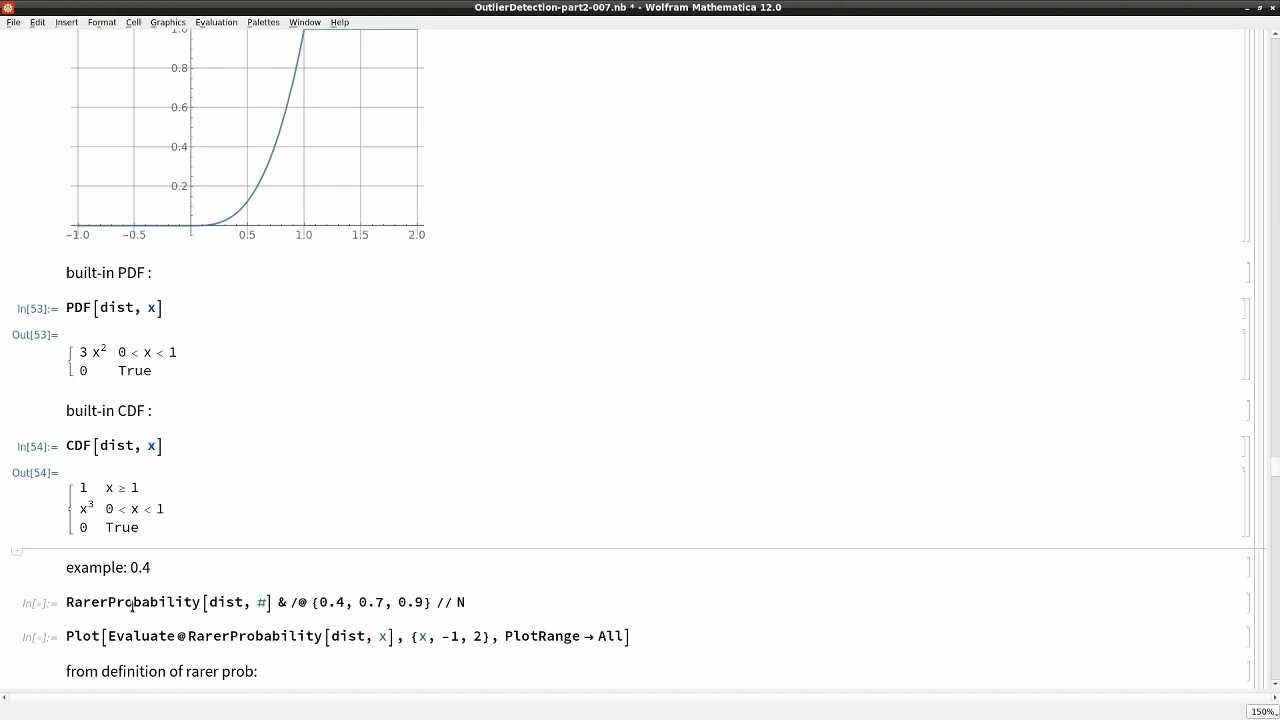 OutlierDetection-part2-007.nb * - Wolfram Mathematica 12.0
File Edit Insert Format Cell Graphics Evaluation Palettes Window Help
1.0
0.8
0.6
0.4
0.2
-1.0 -0.5 0.5 1.0 1.5 2.0
built-in PDF :
In[53]:= PDF[dist, x]
Out[53]=
3 x² 0 < x < 1
0 True
built-in CDF :
In[54]:= CDF[dist, x]
Out[54]=
1 x ≥ 1
x³ 0 < x < 1
0 True
example: 0.4
In[∘]:= RarerProbability[dist, #] & /@ {0.4, 0.7, 0.9} // N
In[∘]:= Plot[Evaluate@RarerProbability[dist, x], {x, -1, 2}, PlotRange → All]
from definition of rarer prob:
150%